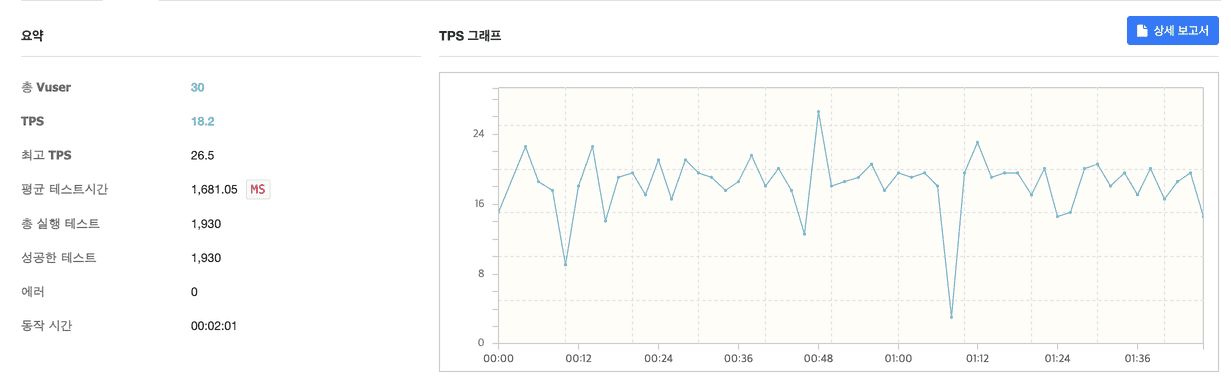 요약
총 Vuser 30
TPS 18.2
최고 TPS 26.5
평균 테스트시간 1,681.05 MS
총 실행 테스트 1,930
성공한 테스트 1,930
에러 0
동작 시간 00:02:01
TPS 그래프
상세 보고서
24
16
8
0
00:00 00:12 00:24 00:36 00:48 01:00 01:12 01:24 01:36